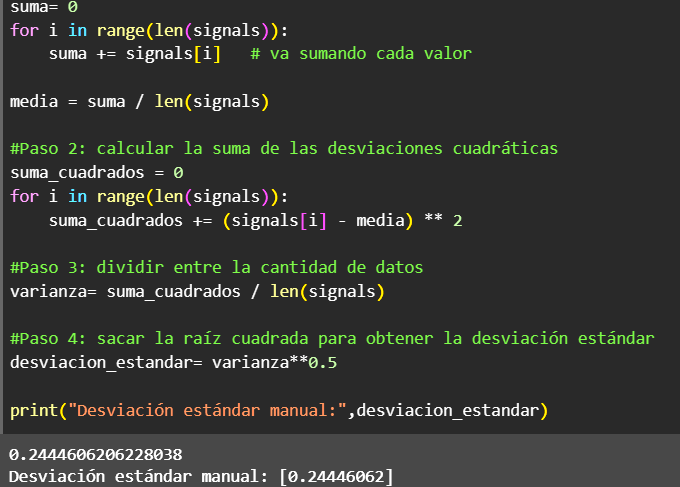 suma= 0
for i in range(len(signals)):
    suma += signals[i]   # va sumando cada valor

media = suma / len(signals)

#Paso 2: calcular la suma de las desviaciones cuadráticas
suma_cuadrados = 0
for i in range(len(signals)):
    suma_cuadrados += (signals[i] - media) ** 2

#Paso 3: dividir entre la cantidad de datos
varianza= suma_cuadrados / len(signals)

#Paso 4: sacar la raíz cuadrada para obtener la desviación estándar
desviacion_estandar= varianza**0.5

print("Desviación estándar manual:",desviacion_estandar)
0.2444606206228038
Desviación estándar manual: [0.24446062]